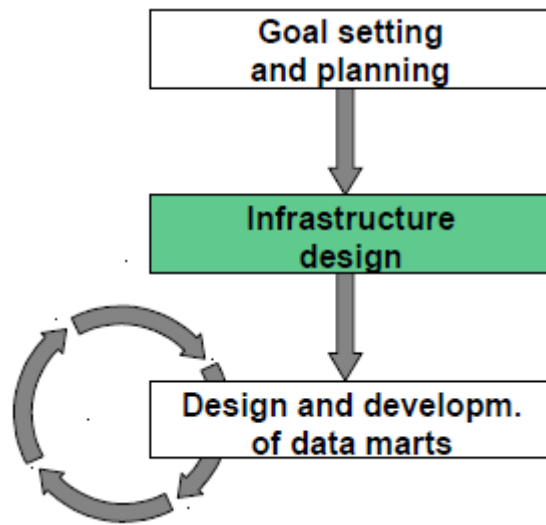 Goal setting
and planning
Infrastructure
design
Design and developm.
of data marts